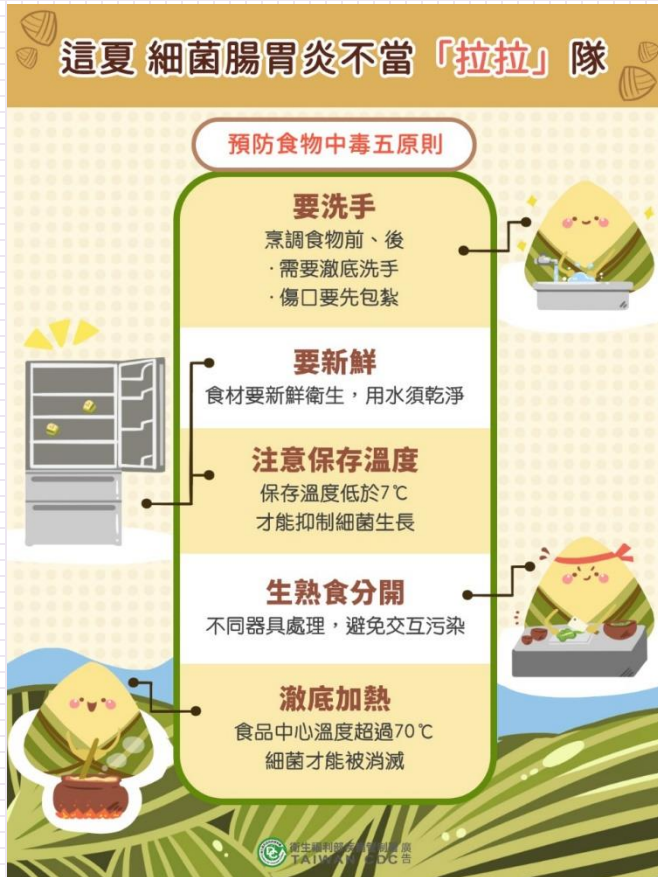 這夏 細菌腸胃炎不當「拉拉」隊
預防食物中毒五原則
要洗手
烹調食物前、後
·需要澈底洗手
·傷口要先包紮
要新鮮
食材要新鮮衛生，用水須乾淨
注意保存溫度
保存溫度低於7℃
才能抑制細菌生長
生熟食分開
不同器具處理，避免交互污染
澈底加熱
食品中心溫度超過70℃
細菌才能被消滅
衛生福利部疾病管制署
TAIWAN CDC
廣告